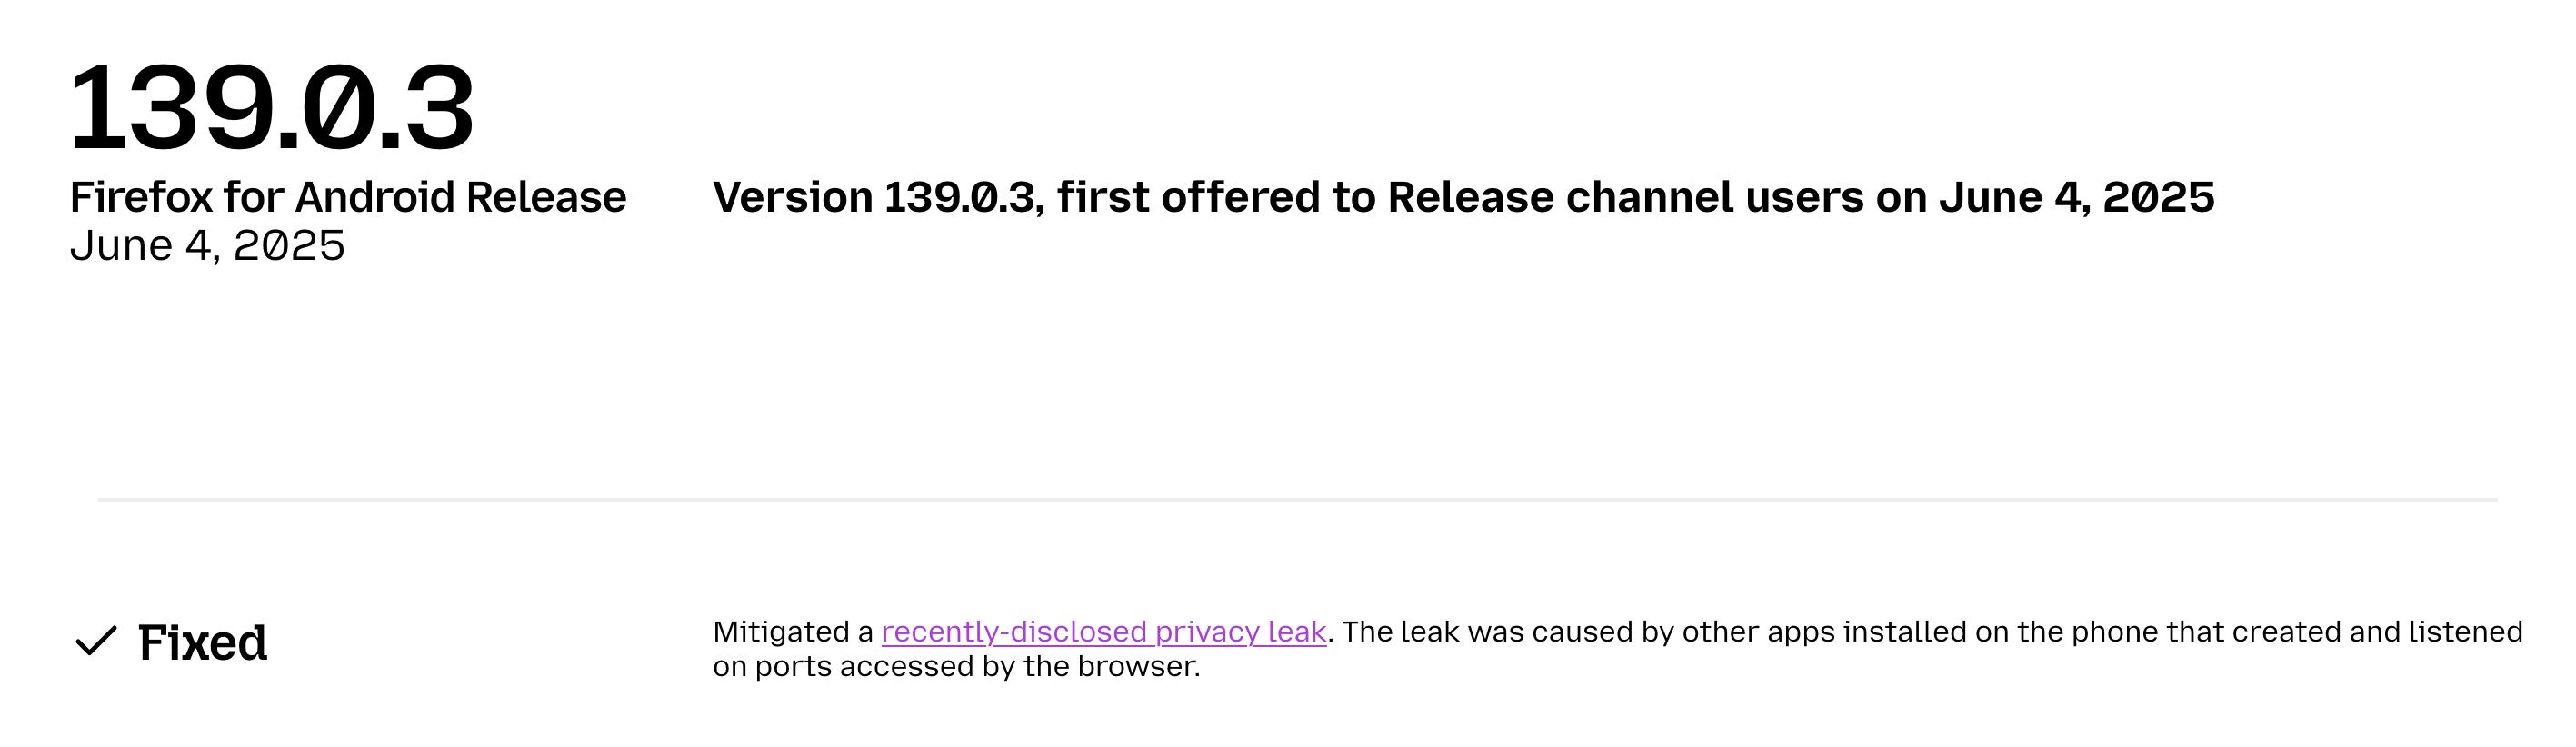 139.0.3
Firefox for Android Release
June 4, 2025
Version 139.0.3, first offered to Release channel users on June 4, 2025
Fixed
Mitigated a recently-disclosed privacy leak. The leak was caused by other apps installed on the phone that created and listened
on ports accessed by the browser.